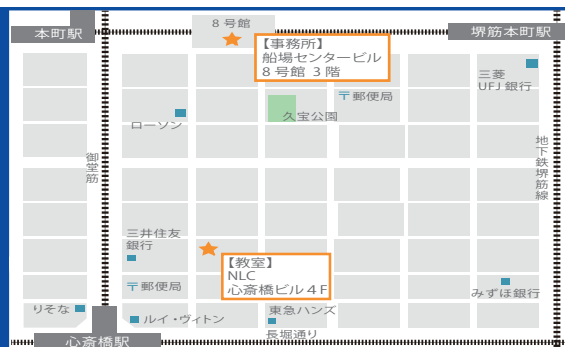 8号館
本町駅
堺筋本町駅
【事務所】
船場センタービル
8号館3階
三菱
UFJ銀行
〒郵便局
久宝公園
ローソン
地下鉄堺筋線
御堂筋
三井住友
銀行
【教室】
NLC
心斎橋ビル4F
〒郵便局
みずほ銀行
りそな
ルイ・ヴィトン
東急ハンズ
長堀通り
心斎橋駅